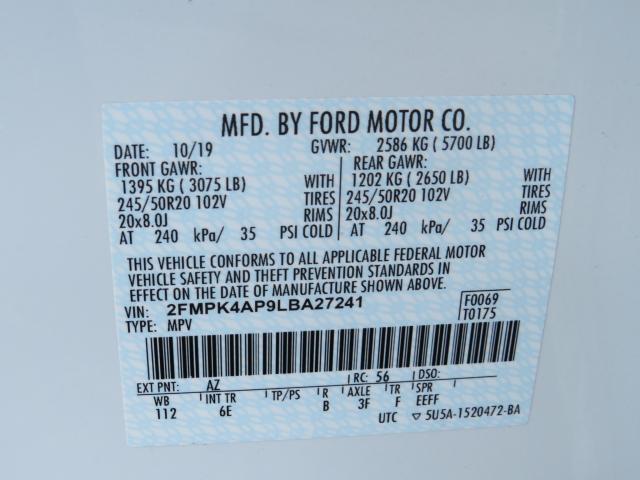 MFD. BY FORD MOTOR CO.
DATE: 10/19 GVWR: 2586 KG ( 5700 LB)
FRONT GAWR: REAR GAWR:
1395 KG ( 3075 LB) WITH 1202 KG ( 2650 LB) WITH
245/50R20 102V TIRES 245/50R20 102V TIRES
20x8.0J RIMS 20x8.0J RIMS
AT 240 kPa/ 35 PSI COLD AT 240 kPa/ 35 PSI COLD
THIS VEHICLE CONFORMS TO ALL APPLICABLE FEDERAL MOTOR
VEHICLE SAFETY AND THEFT PREVENTION STANDARDS IN
EFFECT ON THE DATE OF MANUFACTURE SHOWN ABOVE.
VIN: 2FMPK4AP9LBA27241 F0069
TYPE: MPV T0175
EXT PNT: AZ RC: 56 DSO:
WB INT TR TP/PS R AXLE TR SPR
112 6E B 3F F EEFF
UTC ▽ 5U5A-1520472-BA